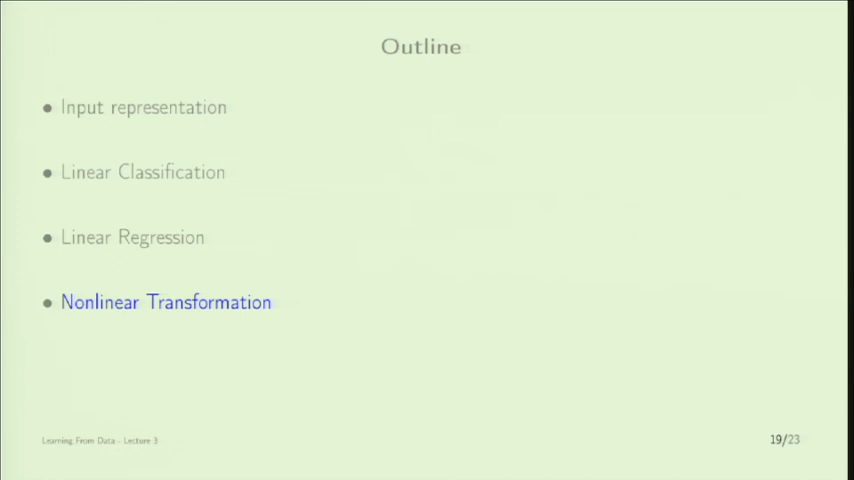 Outline
• Input representation
• Linear Classification
• Linear Regression
• Nonlinear Transformation
Learning From Data - Lecture 3
19/23